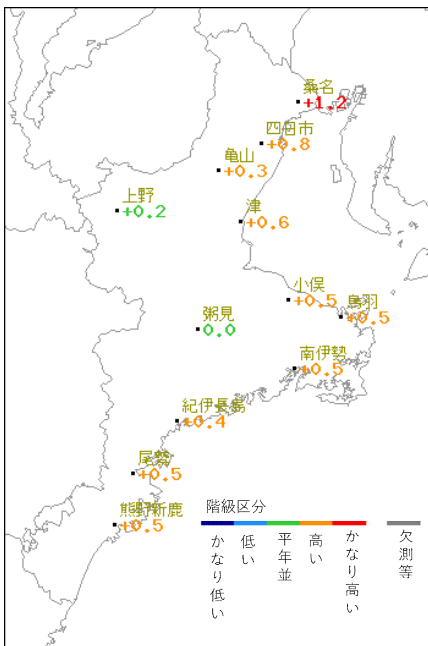 桑名
+1.2
四日市
+0.8
亀山
+0.3
上野
+0.2
津
+0.6
小俣
+0.5
鳥羽
+0.5
粥見
0.0
南伊勢
+0.5
紀伊長島
+0.4
尾鷲
+0.5
熊野新鹿
+0.5
階級区分
かなり低い
低い
平年並
高い
かなり高い
欠測等